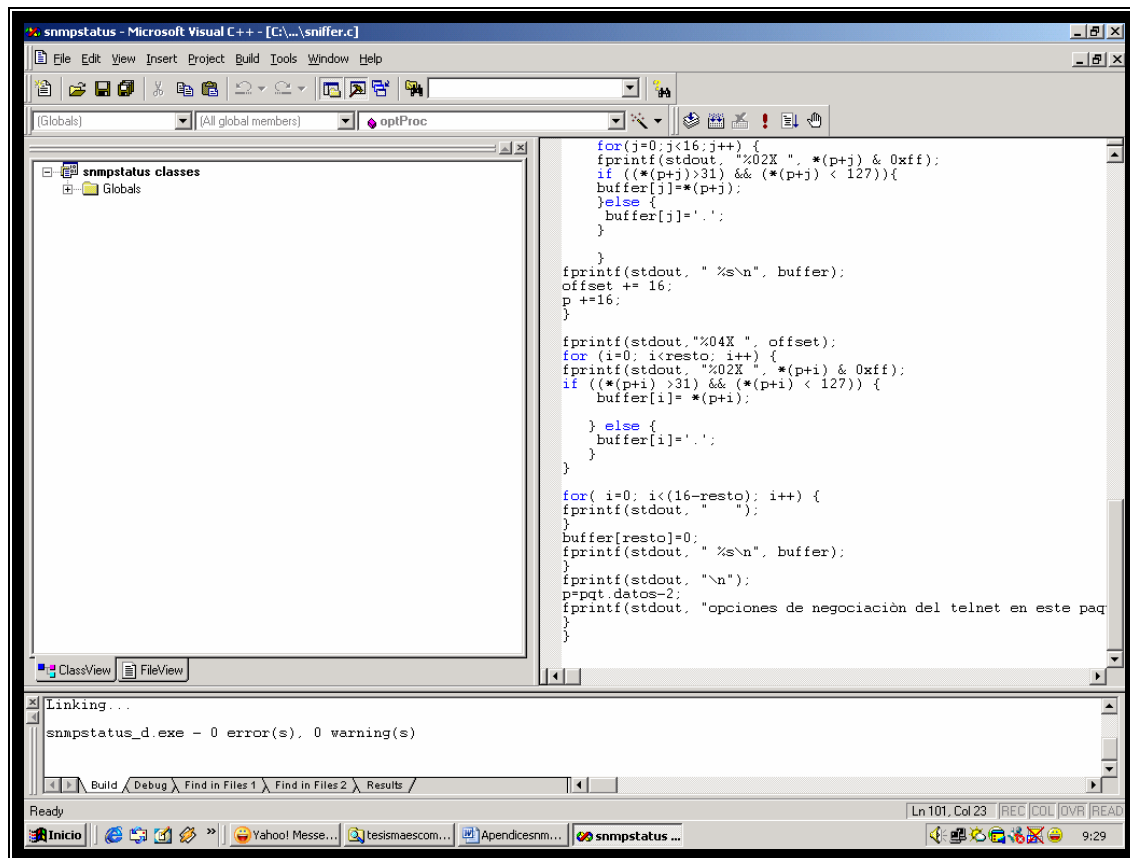 snmpstatus - Microsoft Visual C++ - [C:\...\sniffer.c]
File Edit View Insert Project Build Tools Window Help
(Globals) (All global members) optProc
snmpstatus classes
Globals
for(j=0;j<16;j++) {
fprintf(stdout, "%02X ", *(p+j) & 0xff);
if ((*(p+j)>31) && (*(p+j) < 127)){
buffer[j]=*(p+j);
}else {
buffer[j]='.';
}
}
fprintf(stdout, " %s\n", buffer);
offset += 16;
p +=16;
}
fprintf(stdout,"%04X ", offset);
for (i=0; i<resto; i++) {
fprintf(stdout, "%02X ", *(p+i) & 0xff);
if ((*(p+i) >31) && (*(p+i) < 127)) {
buffer[i]= *(p+i);
} else {
buffer[i]='.';
}
}
for( i=0; i<(16-resto); i++) {
fprintf(stdout, "   ");
}
buffer[resto]=0;
fprintf(stdout, " %s\n", buffer);
}
fprintf(stdout, "\n");
p=pqt.datos-2;
fprintf(stdout, "opciones de negociaciòn del telnet en este paq
}
}
ClassView FileView
Linking...
snmpstatus_d.exe - 0 error(s), 0 warning(s)
Build Debug Find in Files 1 Find in Files 2 Results
Ready Ln 101, Col 23 REC COL OVR READ
Inicio » Yahoo! Messe... tesismaescom... Apendicesnm... snmpstatus ... 9:29